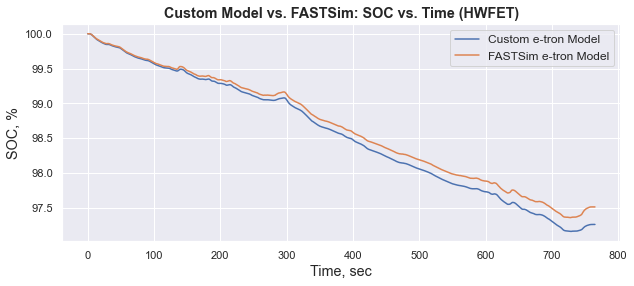 Custom Model vs. FASTSim: SOC vs. Time (HWFET)
Custom e-tron Model
FASTSim e-tron Model
SOC, %
100.0
99.5
99.0
98.5
98.0
97.5
0 100 200 300 400 500 600 700 800
Time, sec